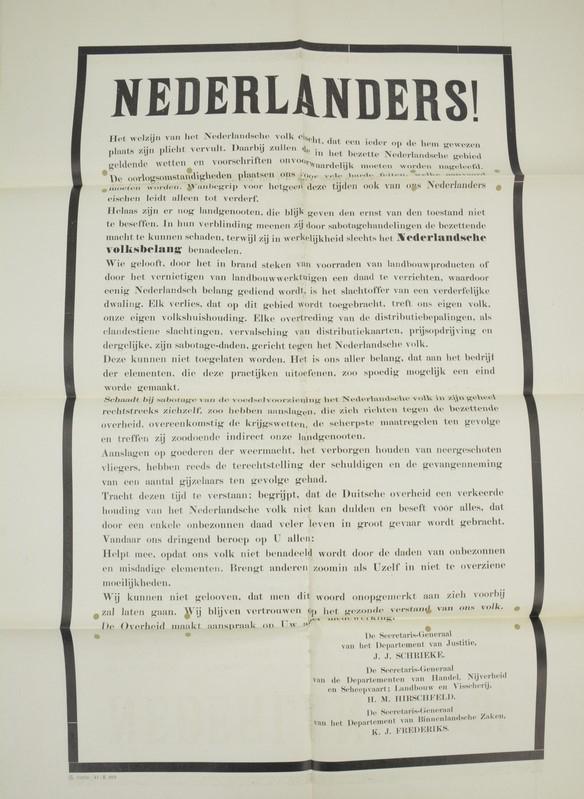 NEDERLANDERS!
Het welzijn van het Nederlandsche volk eischt, dat een ieder op de hem gewezen
plaats zijn plicht vervult. Daarbij zullen de in het bezette Nederlandsche gebied
geldende wetten en voorschriften onvoorwaardelijk moeten worden nageleefd.
De oorlogsomstandigheden plaatsen ons voor vele harde feiten, welke aanvaard
moeten worden. Wanbegrip voor hetgeen deze tijden ook van ons Nederlanders
eischen leidt alleen tot verderf.
Helaas zijn er nog landgenooten, die blijk geven den ernst van den toestand niet
te beseffen. In hun verblinding meenen zij door sabotagehandelingen de bezettende
macht te kunnen schaden, terwijl zij in werkelijkheid slechts het Nederlandsche
volksbelang benadeelen.
Wie gelooft, door het in brand steken van voorraden van landbouwproducten of
door het vernietigen van landbouwwerktuigen een daad te verrichten, waardoor
eenig Nederlandsch belang gediend wordt, is het slachtoffer van een verderfelijke
dwaling. Elk verlies, dat op dit gebied wordt toegebracht, treft ons eigen volk,
onze eigen volkshuishouding. Elke overtreding van de distributiebepalingen, als
clandestiene slachtingen, vervalsching van distributiekaarten, prijsopdrijving en
dergelijke, zijn sabotage-daden, gericht tegen het Nederlandsche volk.
Deze kunnen niet toegelaten worden. Het is ons aller belang, dat aan het bedrijf
der elementen, die deze practijken uitoefenen, zoo spoedig mogelijk een eind
worde gemaakt.
Schaadt bij sabotage van de voedselvoorziening het Nederlandsche volk in zijn geheel
rechtstreeks zichzelf, zoo hebben aanslagen, die zich richten tegen de bezettende
overheid, overeenkomstig de krijgswetten, de scherpste maatregelen ten gevolge
en treffen zij zoodoende indirect onze landgenooten.
Aanslagen op goederen der weermacht, het verborgen houden van neergeschoten
vliegers, hebben reeds de terechtstelling der schuldigen en de gevangenneming
van een aantal gijzelaars ten gevolge gehad.
Tracht dezen tijd te verstaan; begrijpt, dat de Duitsche overheid een verkeerde
houding van het Nederlandsche volk niet kan dulden en beseft voor alles, dat
door een enkele onbezonnen daad veler leven in groot gevaar wordt gebracht.
Vandaar ons dringend beroep op U allen:
Helpt mee, opdat ons volk niet benadeeld wordt door de daden van onbezonnen
en misdadige elementen. Brengt anderen zoomin als Uzelf in niet te overziene
moeilijkheden.
Wij kunnen niet gelooven, dat men dit woord onopgemerkt aan zich voorbij
zal laten gaan. Wij blijven vertrouwen op het gezonde verstand van ons volk.
De Overheid maakt aanspraak op Uw aller medewerking.
De Secretaris-Generaal
van het Departement van Justitie,
J. J. SCHRIEKE.
De Secretaris-Generaal
van de Departementen van Handel, Nijverheid
en Scheepvaart; Landbouw en Visscherij,
H. M. HIRSCHFELD.
De Secretaris-Generaal
van het Departement van Binnenlandsche Zaken,
K. J. FREDERIKS.